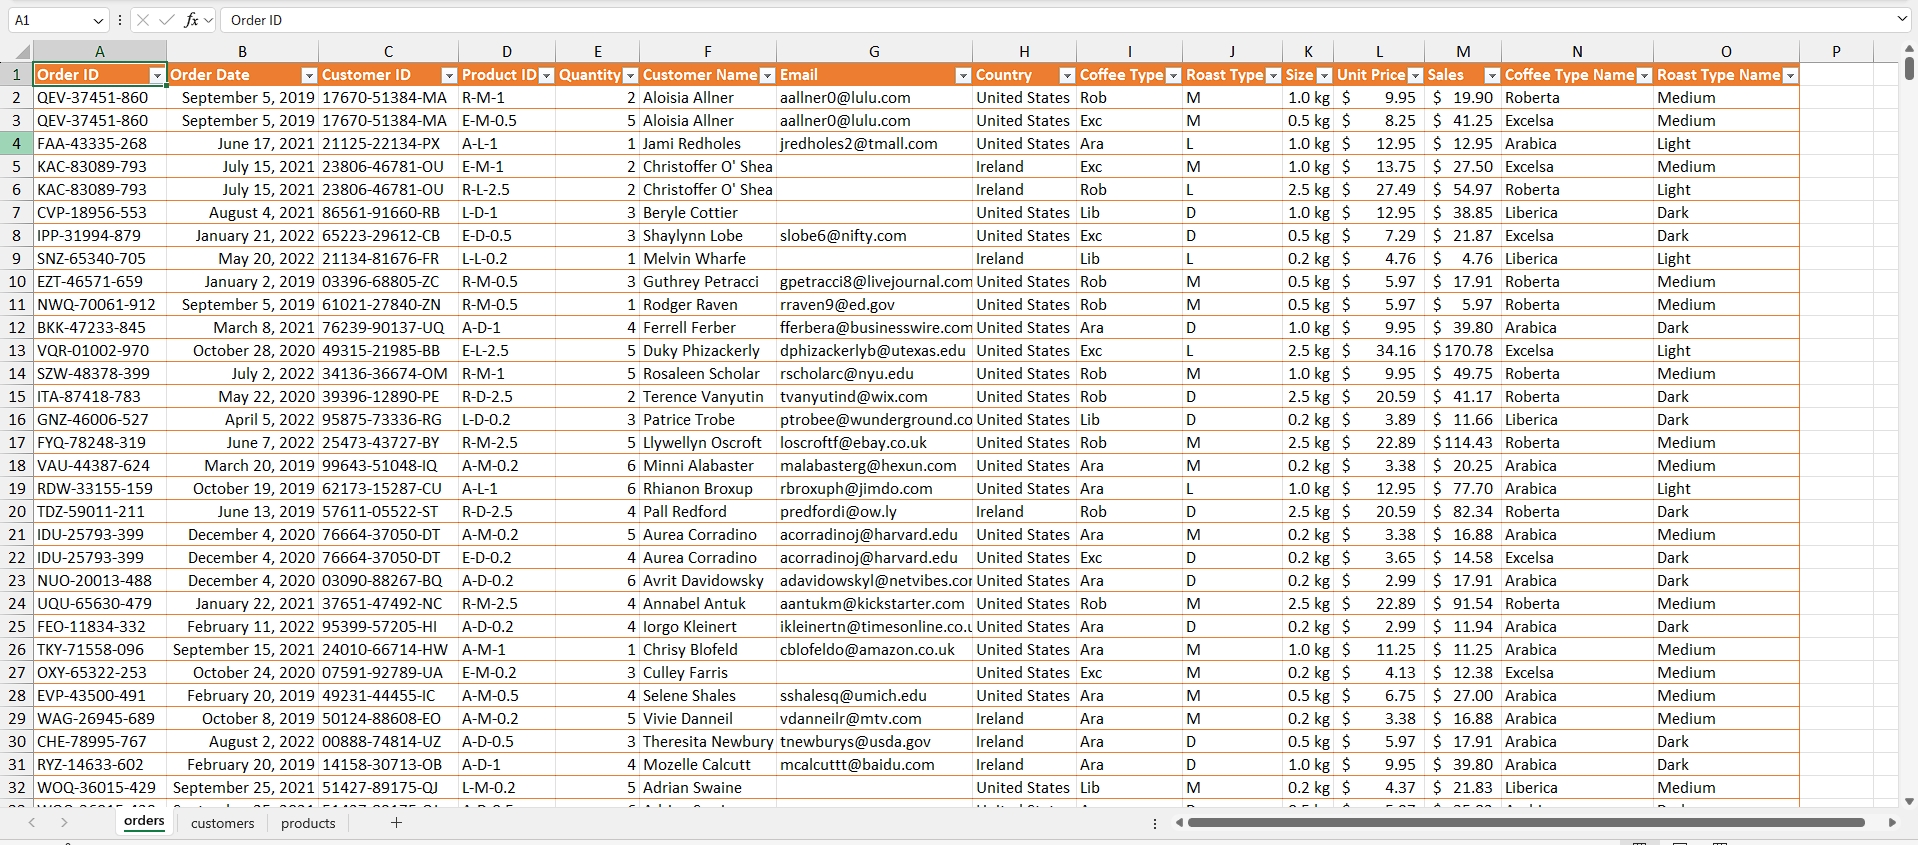 A1 fx Order ID
A B C D E F G H I J K L M N O P
1 Order ID Order Date Customer ID Product ID Quantity Customer Name Email Country Coffee Type Roast Type Size Unit Price Sales Coffee Type Name Roast Type Name
2 QEV-37451-860 September 5, 2019 17670-51384-MA R-M-1 2 Aloisia Allner aallner0@lulu.com United States Rob M 1.0 kg $ 9.95 $ 19.90 Roberta Medium
3 QEV-37451-860 September 5, 2019 17670-51384-MA E-M-0.5 5 Aloisia Allner aallner0@lulu.com United States Exc M 0.5 kg $ 8.25 $ 41.25 Excelsa Medium
4 FAA-43335-268 June 17, 2021 21125-22134-PX A-L-1 1 Jami Redholes jredholes2@tmall.com United States Ara L 1.0 kg $ 12.95 $ 12.95 Arabica Light
5 KAC-83089-793 July 15, 2021 23806-46781-OU E-M-1 2 Christoffer O' Shea Ireland Exc M 1.0 kg $ 13.75 $ 27.50 Excelsa Medium
6 KAC-83089-793 July 15, 2021 23806-46781-OU R-L-2.5 2 Christoffer O' Shea Ireland Rob L 2.5 kg $ 27.49 $ 54.97 Roberta Light
7 CVP-18956-553 August 4, 2021 86561-91660-RB L-D-1 3 Beryle Cottier United States Lib D 1.0 kg $ 12.95 $ 38.85 Liberica Dark
8 IPP-31994-879 January 21, 2022 65223-29612-CB E-D-0.5 3 Shaylynn Lobe slobe6@nifty.com United States Exc D 0.5 kg $ 7.29 $ 21.87 Excelsa Dark
9 SNZ-65340-705 May 20, 2022 21134-81676-FR L-L-0.2 1 Melvin Wharfe Ireland Lib L 0.2 kg $ 4.76 $ 4.76 Liberica Light
10 EZT-46571-659 January 2, 2019 03396-68805-ZC R-M-0.5 3 Guthrey Petracci gpetracci8@livejournal.com United States Rob M 0.5 kg $ 5.97 $ 17.91 Roberta Medium
11 NWQ-70061-912 September 5, 2019 61021-27840-ZN R-M-0.5 1 Rodger Raven rraven9@ed.gov United States Rob M 0.5 kg $ 5.97 $ 5.97 Roberta Medium
12 BKK-47233-845 March 8, 2021 76239-90137-UQ A-D-1 4 Ferrell Ferber fferbera@businesswire.com United States Ara D 1.0 kg $ 9.95 $ 39.80 Arabica Dark
13 VQR-01002-970 October 28, 2020 49315-21985-BB E-L-2.5 5 Duky Phizackerly dphizackerlyb@utexas.edu United States Exc L 2.5 kg $ 34.16 $170.78 Excelsa Light
14 SZW-48378-399 July 2, 2022 34136-36674-OM R-M-1 5 Rosaleen Scholar rscholarc@nyu.edu United States Rob M 1.0 kg $ 9.95 $ 49.75 Roberta Medium
15 ITA-87418-783 May 22, 2020 39396-12890-PE R-D-2.5 2 Terence Vanyutin tvanyutind@wix.com United States Rob D 2.5 kg $ 20.59 $ 41.17 Roberta Dark
16 GNZ-46006-527 April 5, 2022 95875-73336-RG L-D-0.2 3 Patrice Trobe ptrobee@wunderground.co United States Lib D 0.2 kg $ 3.89 $ 11.66 Liberica Dark
17 FYQ-78248-319 June 7, 2022 25473-43727-BY R-M-2.5 5 Llywellyn Oscroft loscroftf@ebay.co.uk United States Rob M 2.5 kg $ 22.89 $114.43 Roberta Medium
18 VAU-44387-624 March 20, 2019 99643-51048-IQ A-M-0.2 6 Minni Alabaster malabasterg@hexun.com United States Ara M 0.2 kg $ 3.38 $ 20.25 Arabica Medium
19 RDW-33155-159 October 19, 2019 62173-15287-CU A-L-1 6 Rhianon Broxup rbroxuph@jimdo.com United States Ara L 1.0 kg $ 12.95 $ 77.70 Arabica Light
20 TDZ-59011-211 June 13, 2019 57611-05522-ST R-D-2.5 4 Pall Redford predfordi@ow.ly Ireland Rob D 2.5 kg $ 20.59 $ 82.34 Roberta Dark
21 IDU-25793-399 December 4, 2020 76664-37050-DT A-M-0.2 5 Aurea Corradino acorradinoj@harvard.edu United States Ara M 0.2 kg $ 3.38 $ 16.88 Arabica Medium
22 IDU-25793-399 December 4, 2020 76664-37050-DT E-D-0.2 4 Aurea Corradino acorradinoj@harvard.edu United States Exc D 0.2 kg $ 3.65 $ 14.58 Excelsa Dark
23 NUO-20013-488 December 4, 2020 03090-88267-BQ A-D-0.2 6 Avrit Davidowsky adavidowskyl@netvibes.cor United States Ara D 0.2 kg $ 2.99 $ 17.91 Arabica Dark
24 UQU-65630-479 January 22, 2021 37651-47492-NC R-M-2.5 4 Annabel Antuk aantukm@kickstarter.com United States Rob M 2.5 kg $ 22.89 $ 91.54 Roberta Medium
25 FEO-11834-332 February 11, 2022 95399-57205-HI A-D-0.2 4 Iorgo Kleinert ikleinertn@timesonline.co.u United States Ara D 0.2 kg $ 2.99 $ 11.94 Arabica Dark
26 TKY-71558-096 September 15, 2021 24010-66714-HW A-M-1 1 Chrisy Blofeld cblofeldo@amazon.co.uk United States Ara M 1.0 kg $ 11.25 $ 11.25 Arabica Medium
27 OXY-65322-253 October 24, 2020 07591-92789-UA E-M-0.2 3 Culley Farris United States Exc M 0.2 kg $ 4.13 $ 12.38 Excelsa Medium
28 EVP-43500-491 February 20, 2019 49231-44455-IC A-M-0.5 4 Selene Shales sshalesq@umich.edu United States Ara M 0.5 kg $ 6.75 $ 27.00 Arabica Medium
29 WAG-26945-689 October 8, 2019 50124-88608-EO A-M-0.2 5 Vivie Danneil vdanneilr@mtv.com Ireland Ara M 0.2 kg $ 3.38 $ 16.88 Arabica Medium
30 CHE-78995-767 August 2, 2022 00888-74814-UZ A-D-0.5 3 Theresita Newbury tnewburys@usda.gov Ireland Ara D 0.5 kg $ 5.97 $ 17.91 Arabica Dark
31 RYZ-14633-602 February 20, 2019 14158-30713-OB A-D-1 4 Mozelle Calcutt mcalcuttt@baidu.com Ireland Ara D 1.0 kg $ 9.95 $ 39.80 Arabica Dark
32 WOQ-36015-429 September 25, 2021 51427-89175-QJ L-M-0.2 5 Adrian Swaine United States Lib M 0.2 kg $ 4.37 $ 21.83 Liberica Medium
orders customers products